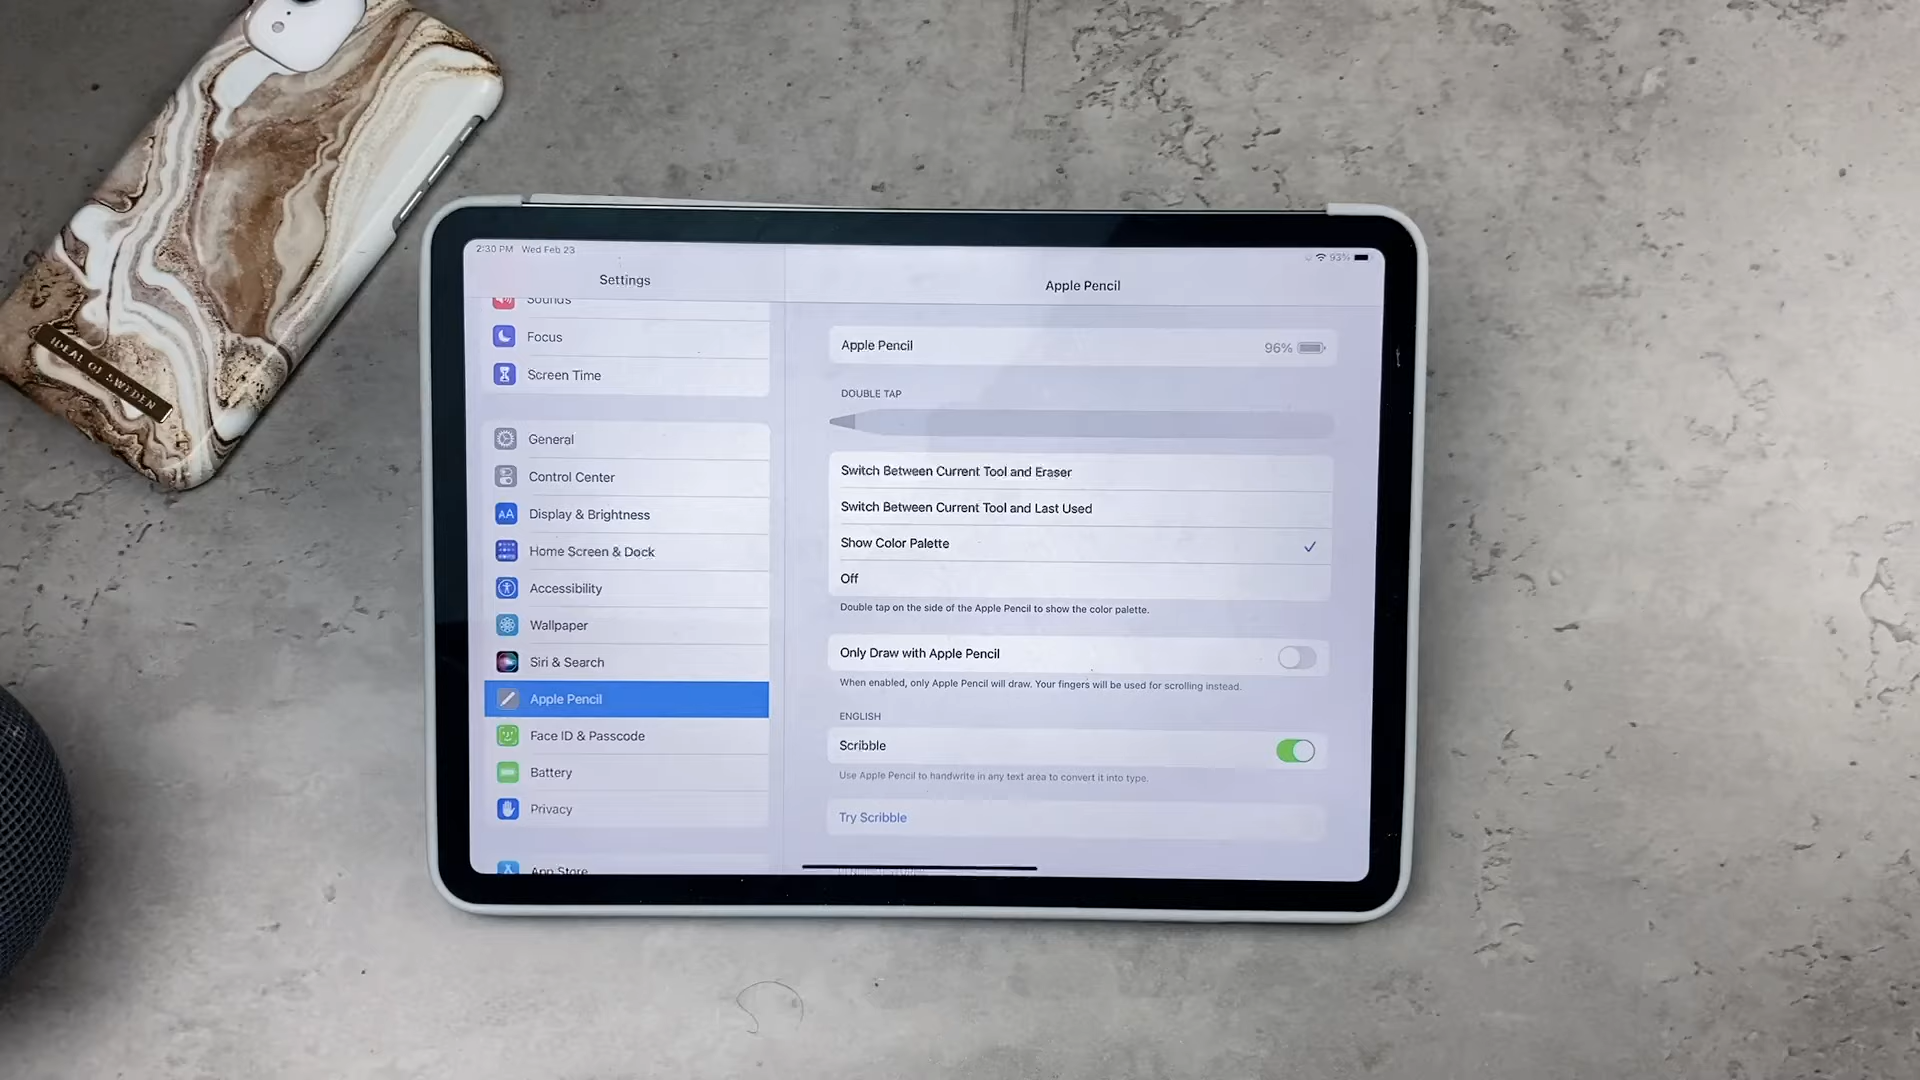 IDEAL OF SWEDEN
2:30 PM Wed Feb 23
93%
Settings
Sounds
Focus
Screen Time
General
Control Center
AA Display & Brightness
Home Screen & Dock
Accessibility
Wallpaper
Siri & Search
Apple Pencil
Face ID & Passcode
Battery
Privacy
App Store
Apple Pencil
Apple Pencil 96%
DOUBLE TAP
Switch Between Current Tool and Eraser
Switch Between Current Tool and Last Used
Show Color Palette
Off
Double tap on the side of the Apple Pencil to show the color palette.
Only Draw with Apple Pencil
When enabled, only Apple Pencil will draw. Your fingers will be used for scrolling instead.
ENGLISH
Scribble
Use Apple Pencil to handwrite in any text area to convert it into type.
Try Scribble